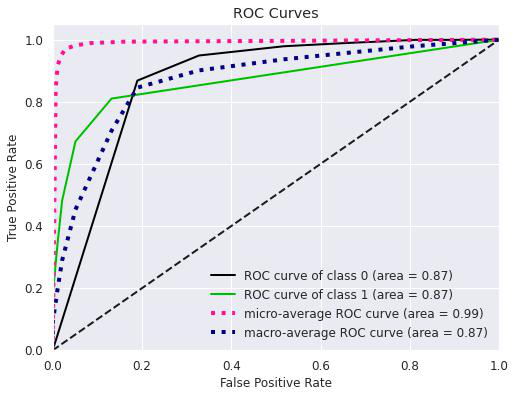 ROC Curves
True Positive Rate
1.0
0.8
0.6
0.4
0.2
0.0
ROC curve of class 0 (area = 0.87)
ROC curve of class 1 (area = 0.87)
micro-average ROC curve (area = 0.99)
macro-average ROC curve (area = 0.87)
0.0 0.2 0.4 0.6 0.8 1.0
False Positive Rate